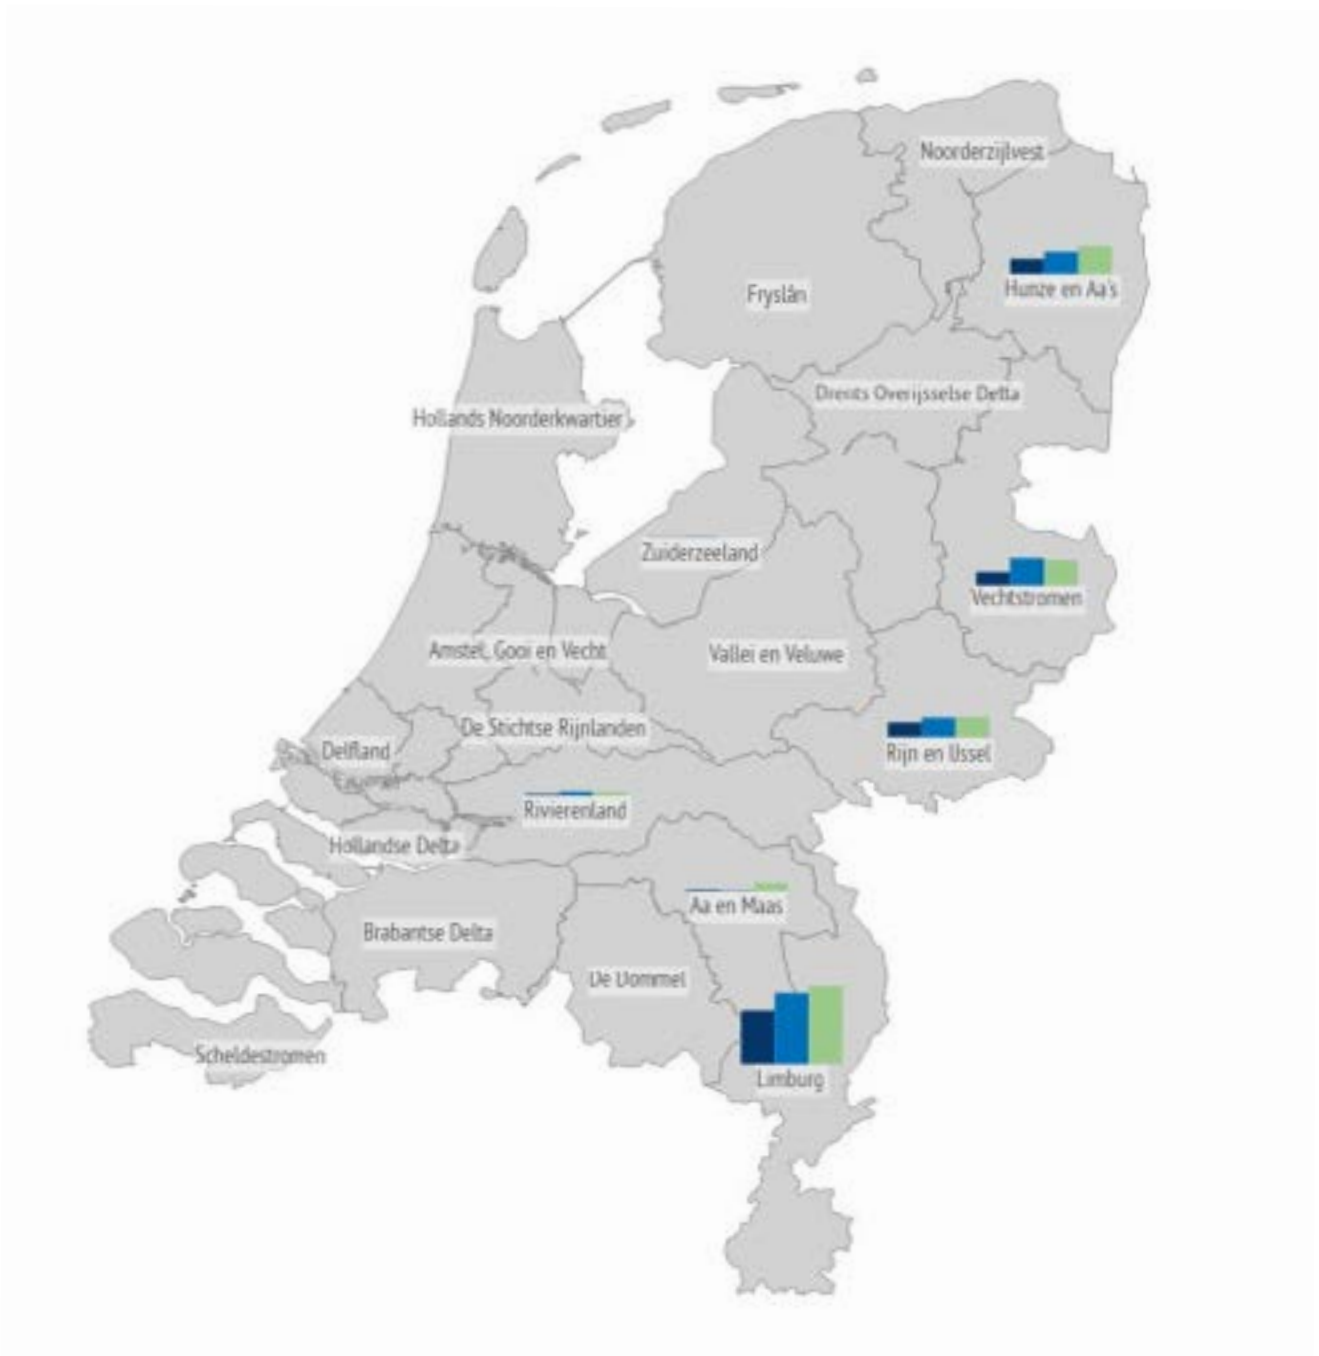 Noorderzijlvest
Fryslân
Hunze en Aa's
Drents Overijsselse Delta
Hollands Noorderkwartier
Zuiderzeeland
Vechtstromen
Amstel, Gooi en Vecht
Vallei en Veluwe
De Stichtse Rijnlanden
Delfland
Rijn en IJssel
Rivierenland
Hollandse Delta
Aa en Maas
Brabantse Delta
De Dommel
Scheldestromen
Limburg